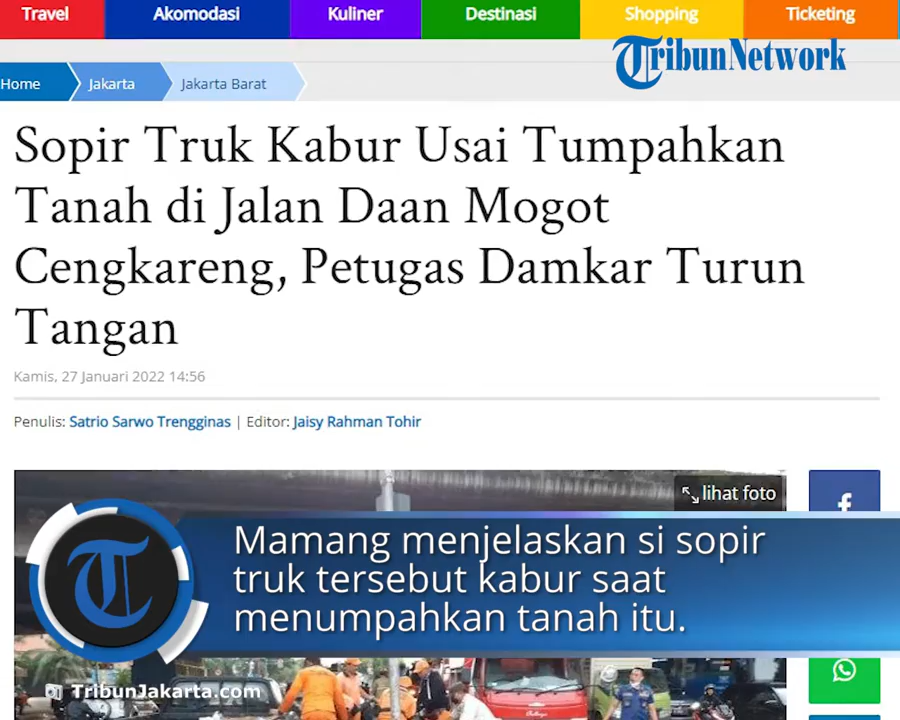 Travel Akomodasi Kuliner Destinasi Shopping Ticketing
TribunNetwork
Home Jakarta Jakarta Barat
Sopir Truk Kabur Usai Tumpahkan
Tanah di Jalan Daan Mogot
Cengkareng, Petugas Damkar Turun
Tangan
Kamis, 27 Januari 2022 14:56
Penulis: Satrio Sarwo Trengginas | Editor: Jaisy Rahman Tohir
lihat foto
f
T
Mamang menjelaskan si sopir
truk tersebut kabur saat
menumpahkan tanah itu.
TribunJakarta.com